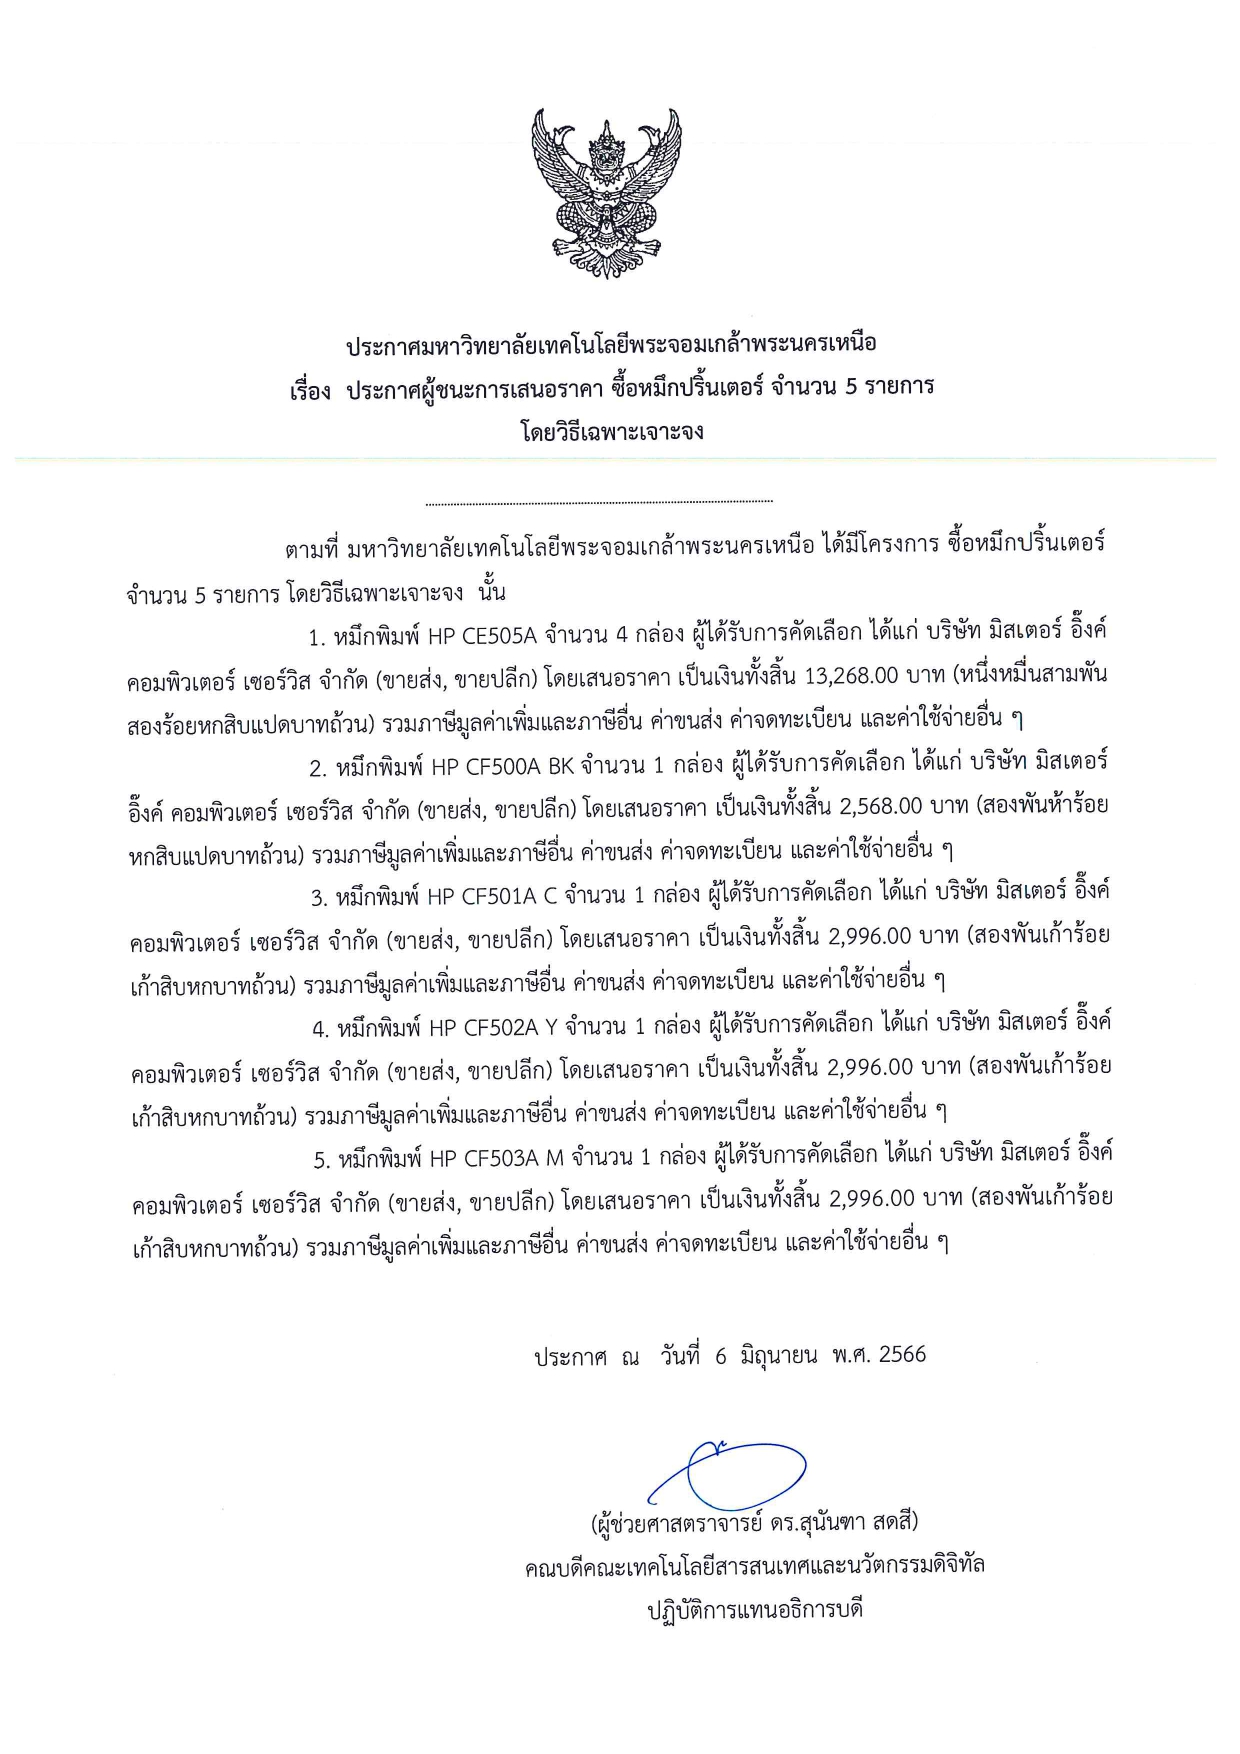 ประกาศมหาวิทยาลัยเทคโนโลยีพระจอมเกล้าพระนครเหนือ
เรื่อง ประกาศผู้ชนะการเสนอราคา ซื้อหมึกปริ้นเตอร์ จำนวน 5 รายการ
โดยวิธีเฉพาะเจาะจง
ตามที่ มหาวิทยาลัยเทคโนโลยีพระจอมเกล้าพระนครเหนือ ได้มีโครงการ ซื้อหมึกปริ้นเตอร์
จำนวน 5 รายการ โดยวิธีเฉพาะเจาะจง นั้น
1. หมึกพิมพ์ HP CE505A จำนวน 4 กล่อง ผู้ได้รับการคัดเลือก ได้แก่ บริษัท มิสเตอร์ อิ๊งค์
คอมพิวเตอร์ เซอร์วิส จำกัด (ขายส่ง, ขายปลีก) โดยเสนอราคา เป็นเงินทั้งสิ้น 13,268.00 บาท (หนึ่งหมื่นสามพัน
สองร้อยหกสิบแปดบาทถ้วน) รวมภาษีมูลค่าเพิ่มและภาษีอื่น ค่าขนส่ง ค่าจดทะเบียน และค่าใช้จ่ายอื่น ๆ
2. หมึกพิมพ์ HP CF500A BK จำนวน 1 กล่อง ผู้ได้รับการคัดเลือก ได้แก่ บริษัท มิสเตอร์
อิ๊งค์ คอมพิวเตอร์ เซอร์วิส จำกัด (ขายส่ง, ขายปลีก) โดยเสนอราคา เป็นเงินทั้งสิ้น 2,568.00 บาท (สองพันห้าร้อย
หกสิบแปดบาทถ้วน) รวมภาษีมูลค่าเพิ่มและภาษีอื่น ค่าขนส่ง ค่าจดทะเบียน และค่าใช้จ่ายอื่น ๆ
3. หมึกพิมพ์ HP CF501A C จำนวน 1 กล่อง ผู้ได้รับการคัดเลือก ได้แก่ บริษัท มิสเตอร์ อิ๊งค์
คอมพิวเตอร์ เซอร์วิส จำกัด (ขายส่ง, ขายปลีก) โดยเสนอราคา เป็นเงินทั้งสิ้น 2,996.00 บาท (สองพันเก้าร้อย
เก้าสิบหกบาทถ้วน) รวมภาษีมูลค่าเพิ่มและภาษีอื่น ค่าขนส่ง ค่าจดทะเบียน และค่าใช้จ่ายอื่น ๆ
4. หมึกพิมพ์ HP CF502A Y จำนวน 1 กล่อง ผู้ได้รับการคัดเลือก ได้แก่ บริษัท มิสเตอร์ อิ๊งค์
คอมพิวเตอร์ เซอร์วิส จำกัด (ขายส่ง, ขายปลีก) โดยเสนอราคา เป็นเงินทั้งสิ้น 2,996.00 บาท (สองพันเก้าร้อย
เก้าสิบหกบาทถ้วน) รวมภาษีมูลค่าเพิ่มและภาษีอื่น ค่าขนส่ง ค่าจดทะเบียน และค่าใช้จ่ายอื่น ๆ
5. หมึกพิมพ์ HP CF503A M จำนวน 1 กล่อง ผู้ได้รับการคัดเลือก ได้แก่ บริษัท มิสเตอร์ อิ๊งค์
คอมพิวเตอร์ เซอร์วิส จำกัด (ขายส่ง, ขายปลีก) โดยเสนอราคา เป็นเงินทั้งสิ้น 2,996.00 บาท (สองพันเก้าร้อย
เก้าสิบหกบาทถ้วน) รวมภาษีมูลค่าเพิ่มและภาษีอื่น ค่าขนส่ง ค่าจดทะเบียน และค่าใช้จ่ายอื่น ๆ
ประกาศ ณ วันที่ 6 มิถุนายน พ.ศ. 2566
(ผู้ช่วยศาสตราจารย์ ดร.สุนันฑา สดสี)
คณบดีคณะเทคโนโลยีสารสนเทศและนวัตกรรมดิจิทัล
ปฏิบัติการแทนอธิการบดี